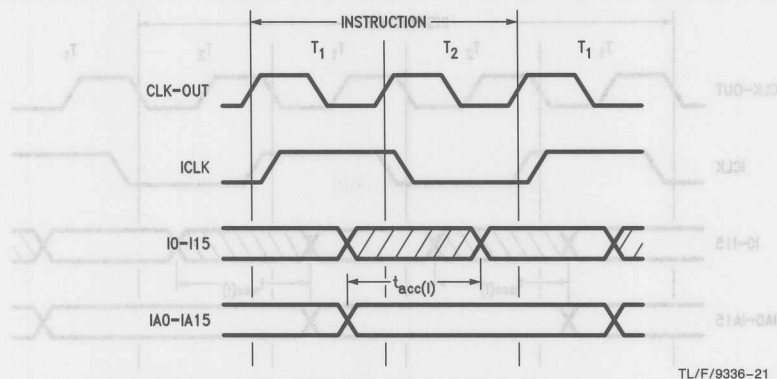 INSTRUCTION
T1 T2 T1
CLK-OUT
ICLK
I0-I15
tacc(I)
IA0-IA15
TL/F/9336-21